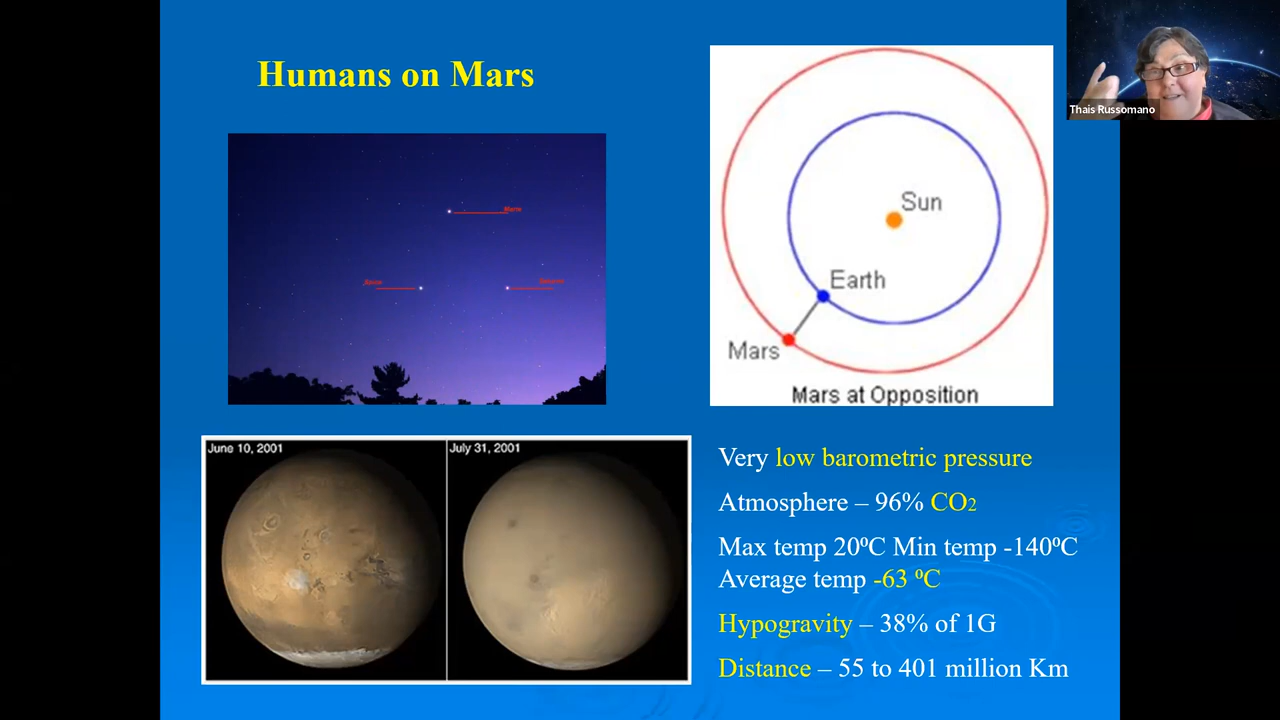 Humans on Mars
Thais Russomano
Sun
Earth
Mars
Mars at Opposition
June 10, 2001
July 31, 2001
Very low barometric pressure
Atmosphere – 96% CO2
Max temp 20ºC Min temp -140ºC
Average temp -63 ºC
Hypogravity – 38% of 1G
Distance – 55 to 401 million Km